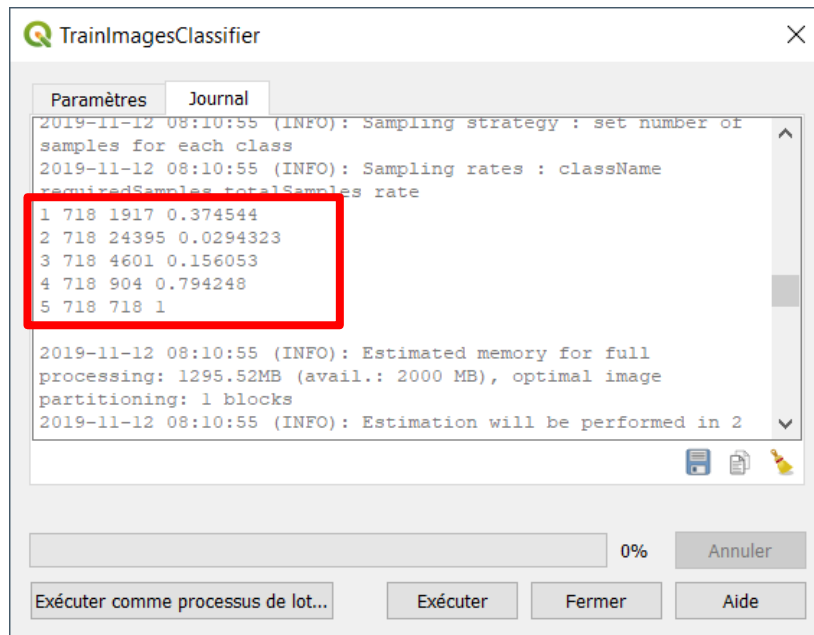 TrainImagesClassifier
Paramètres Journal
2019-11-12 08:10:55 (INFO): Sampling strategy : set number of
samples for each class
2019-11-12 08:10:55 (INFO): Sampling rates : className
requiredSamples totalSamples rate
1 718 1917 0.374544
2 718 24395 0.0294323
3 718 4601 0.156053
4 718 904 0.794248
5 718 718 1
2019-11-12 08:10:55 (INFO): Estimated memory for full
processing: 1295.52MB (avail.: 2000 MB), optimal image
partitioning: 1 blocks
2019-11-12 08:10:55 (INFO): Estimation will be performed in 2
0% Annuler
Exécuter comme processus de lot... Exécuter Fermer Aide